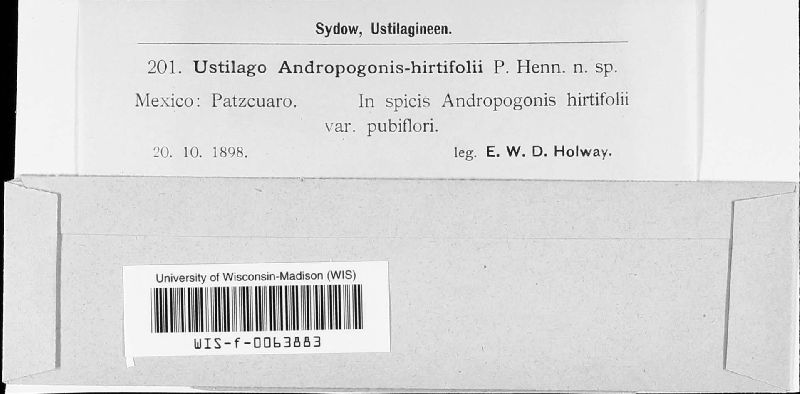 Sydow, Ustilagineen.
201. Ustilago Andropogonis-hirtifolii P. Henn. n. sp.
Mexico: Patzcuaro. In spicis Andropogonis hirtifolii
var. pubiflori.
20. 10. 1898. leg. E. W. D. Holway.
University of Wisconsin-Madison (WIS)
WIS-f-0063883